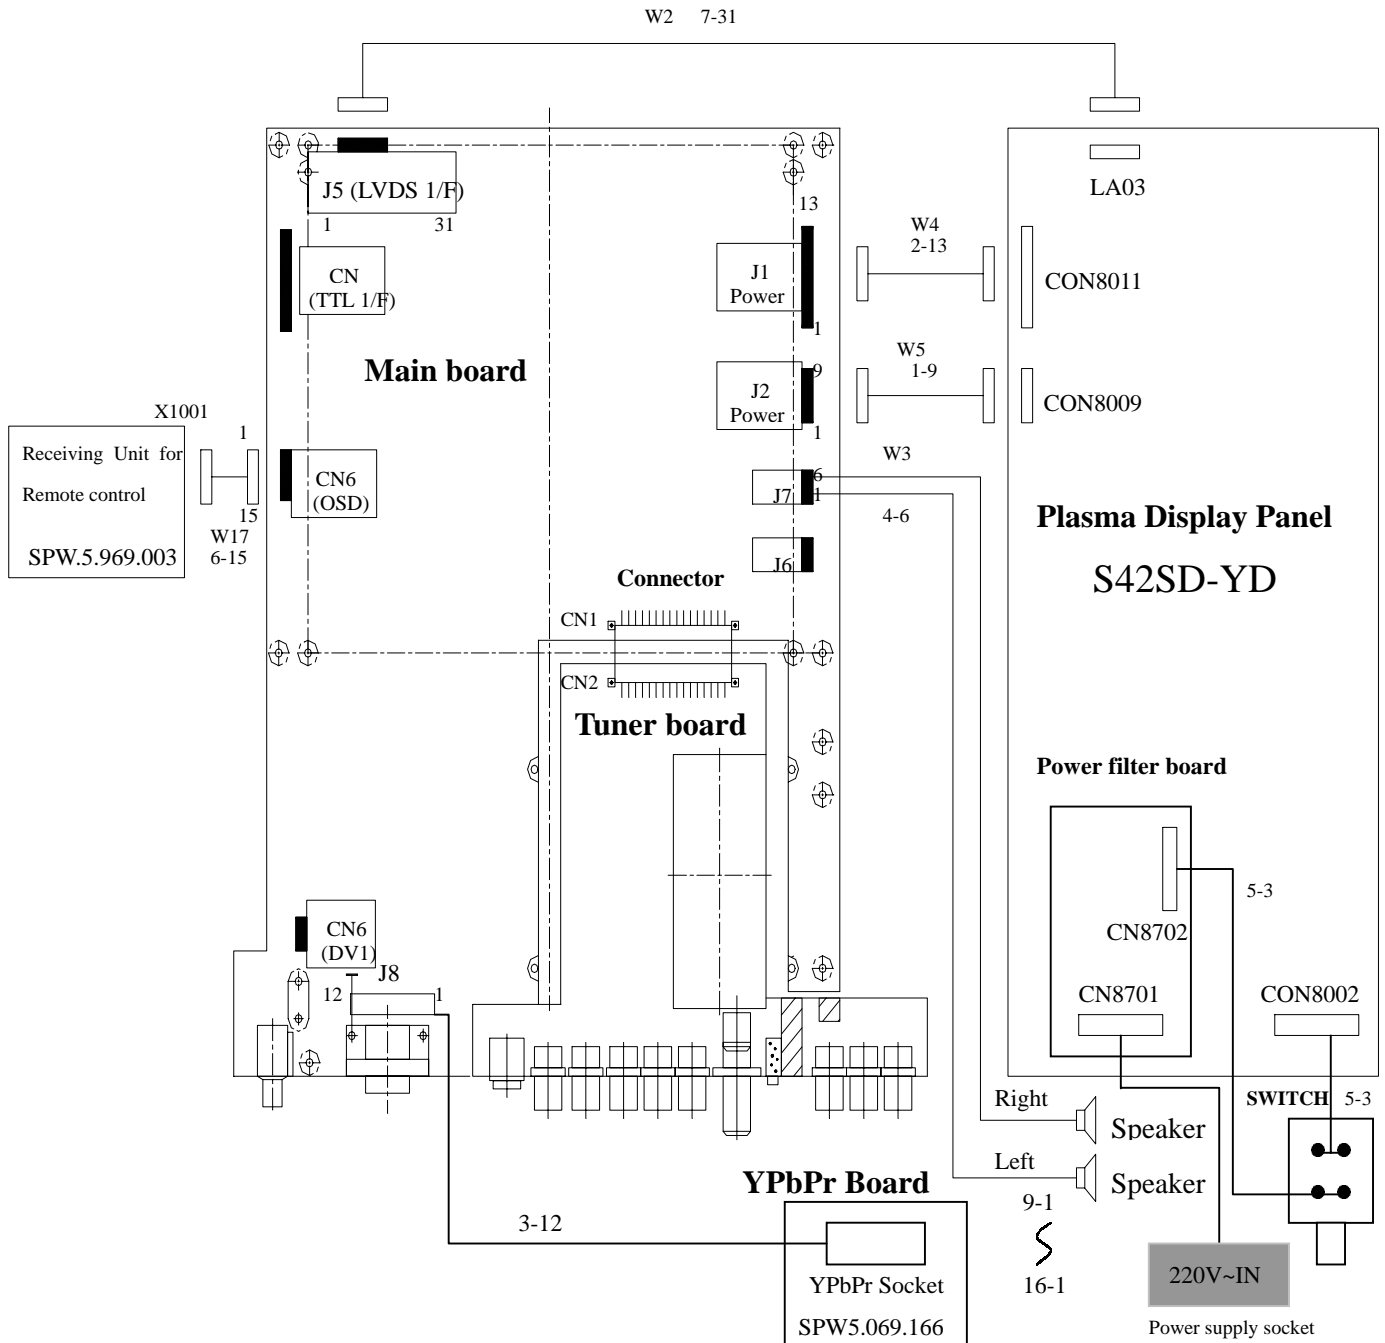 W2 7-31
J5 (LVDS 1/F)
1 31
LA03
13
W4
2-13
CN
(TTL 1/F)
J1
Power
CON8011
1
Main board
W5
1-9
9
J2
Power
CON8009
1
X1001
Receiving Unit for
Remote control
SPW.5.969.003
1
15
W17
6-15
CN6
(OSD)
W3
6
J7 1
4-6
J6
Plasma Display Panel
S42SD-YD
Connector
CN1
CN2
Tuner board
Power filter board
5-3
CN8702
CN8701
CON8002
CN6
(DV1)
J8
12 1
SWITCH 5-3
Right
Speaker
Left
Speaker
YPbPr Board
3-12
9-1
16-1
YPbPr Socket
SPW5.069.166
220V~IN
Power supply socket